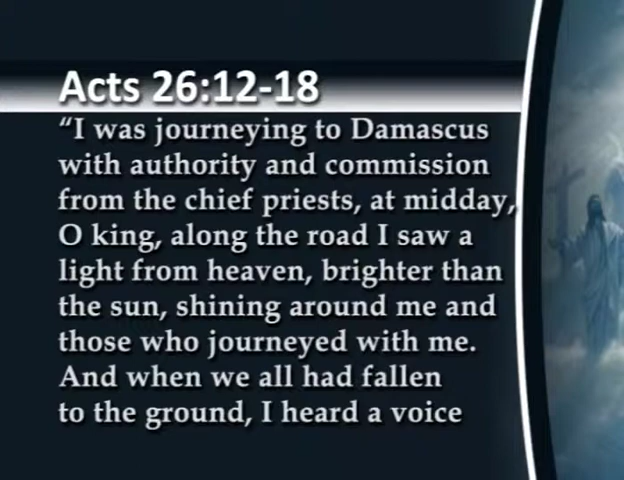 Acts 26:12-18
“I was journeying to Damascus
with authority and commission
from the chief priests, at midday,
O king, along the road I saw a
light from heaven, brighter than
the sun, shining around me and
those who journeyed with me.
And when we all had fallen
to the ground, I heard a voice